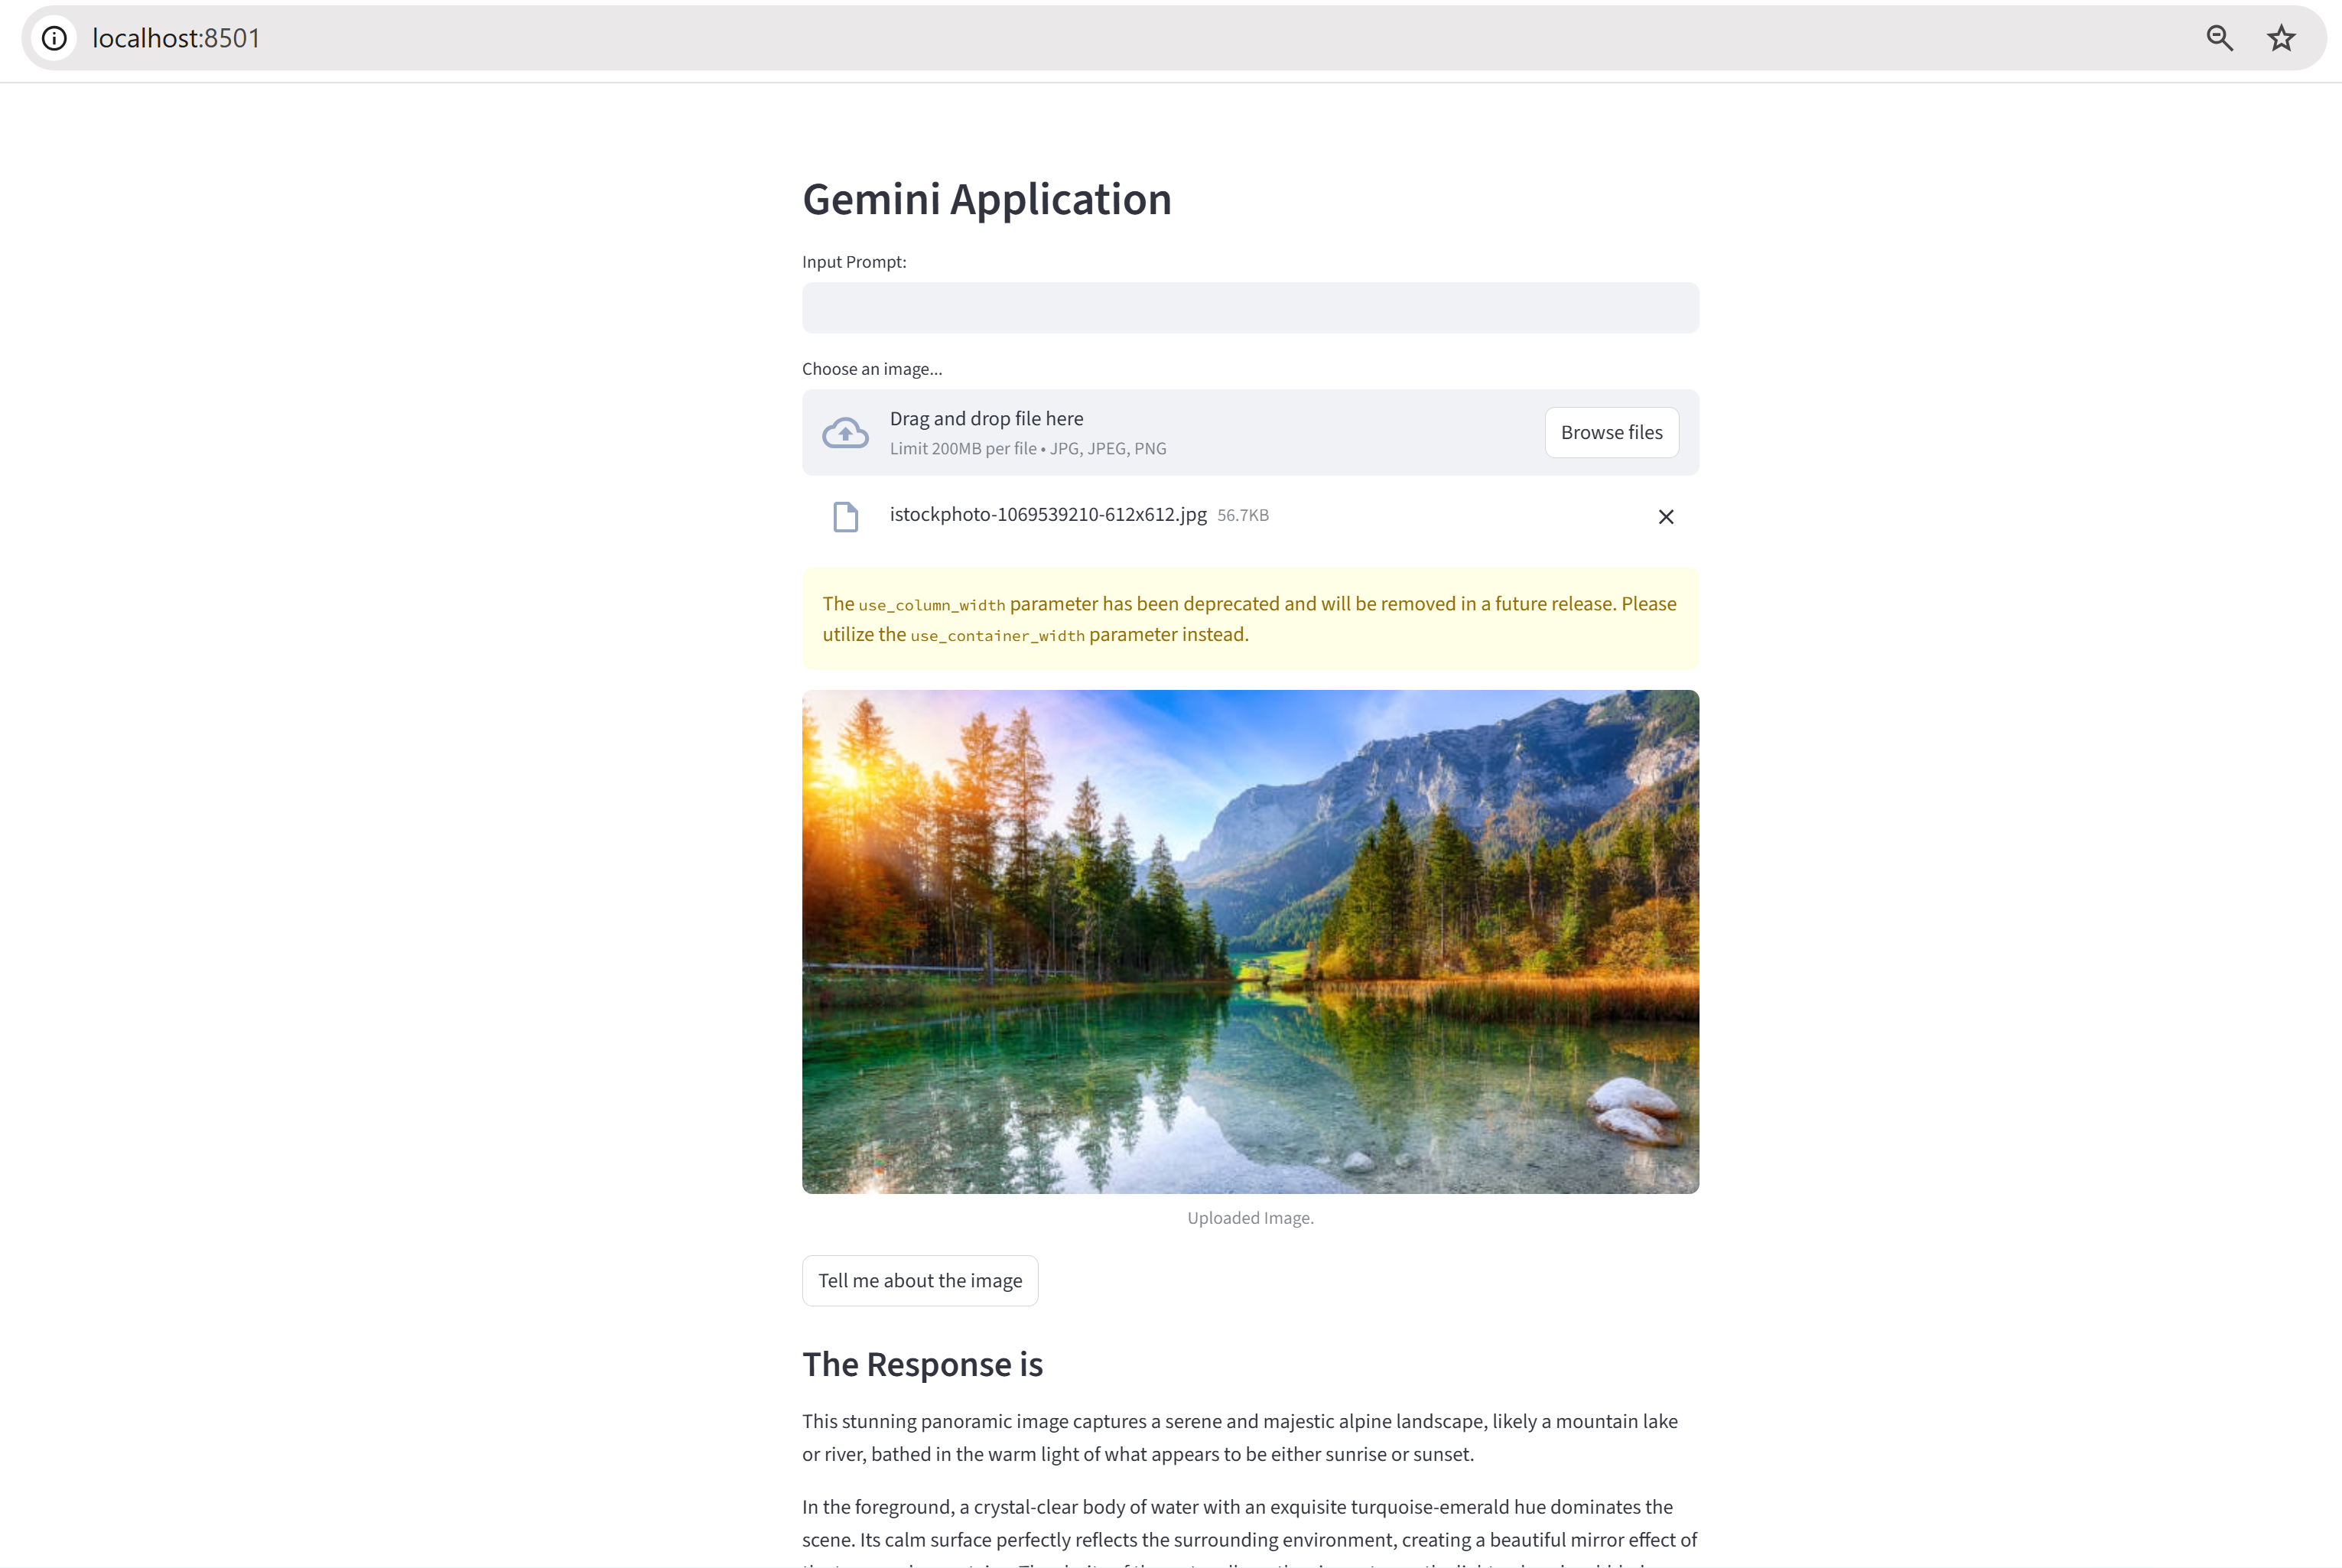 localhost:8501
Gemini Application
Input Prompt:
Choose an image...
Drag and drop file here
Limit 200MB per file • JPG, JPEG, PNG
Browse files
istockphoto-1069539210-612x612.jpg 56.7KB
The use_column_width parameter has been deprecated and will be removed in a future release. Please
utilize the use_container_width parameter instead.
Uploaded Image.
Tell me about the image
The Response is
This stunning panoramic image captures a serene and majestic alpine landscape, likely a mountain lake
or river, bathed in the warm light of what appears to be either sunrise or sunset.
In the foreground, a crystal-clear body of water with an exquisite turquoise-emerald hue dominates the
scene. Its calm surface perfectly reflects the surrounding environment, creating a beautiful mirror effect of